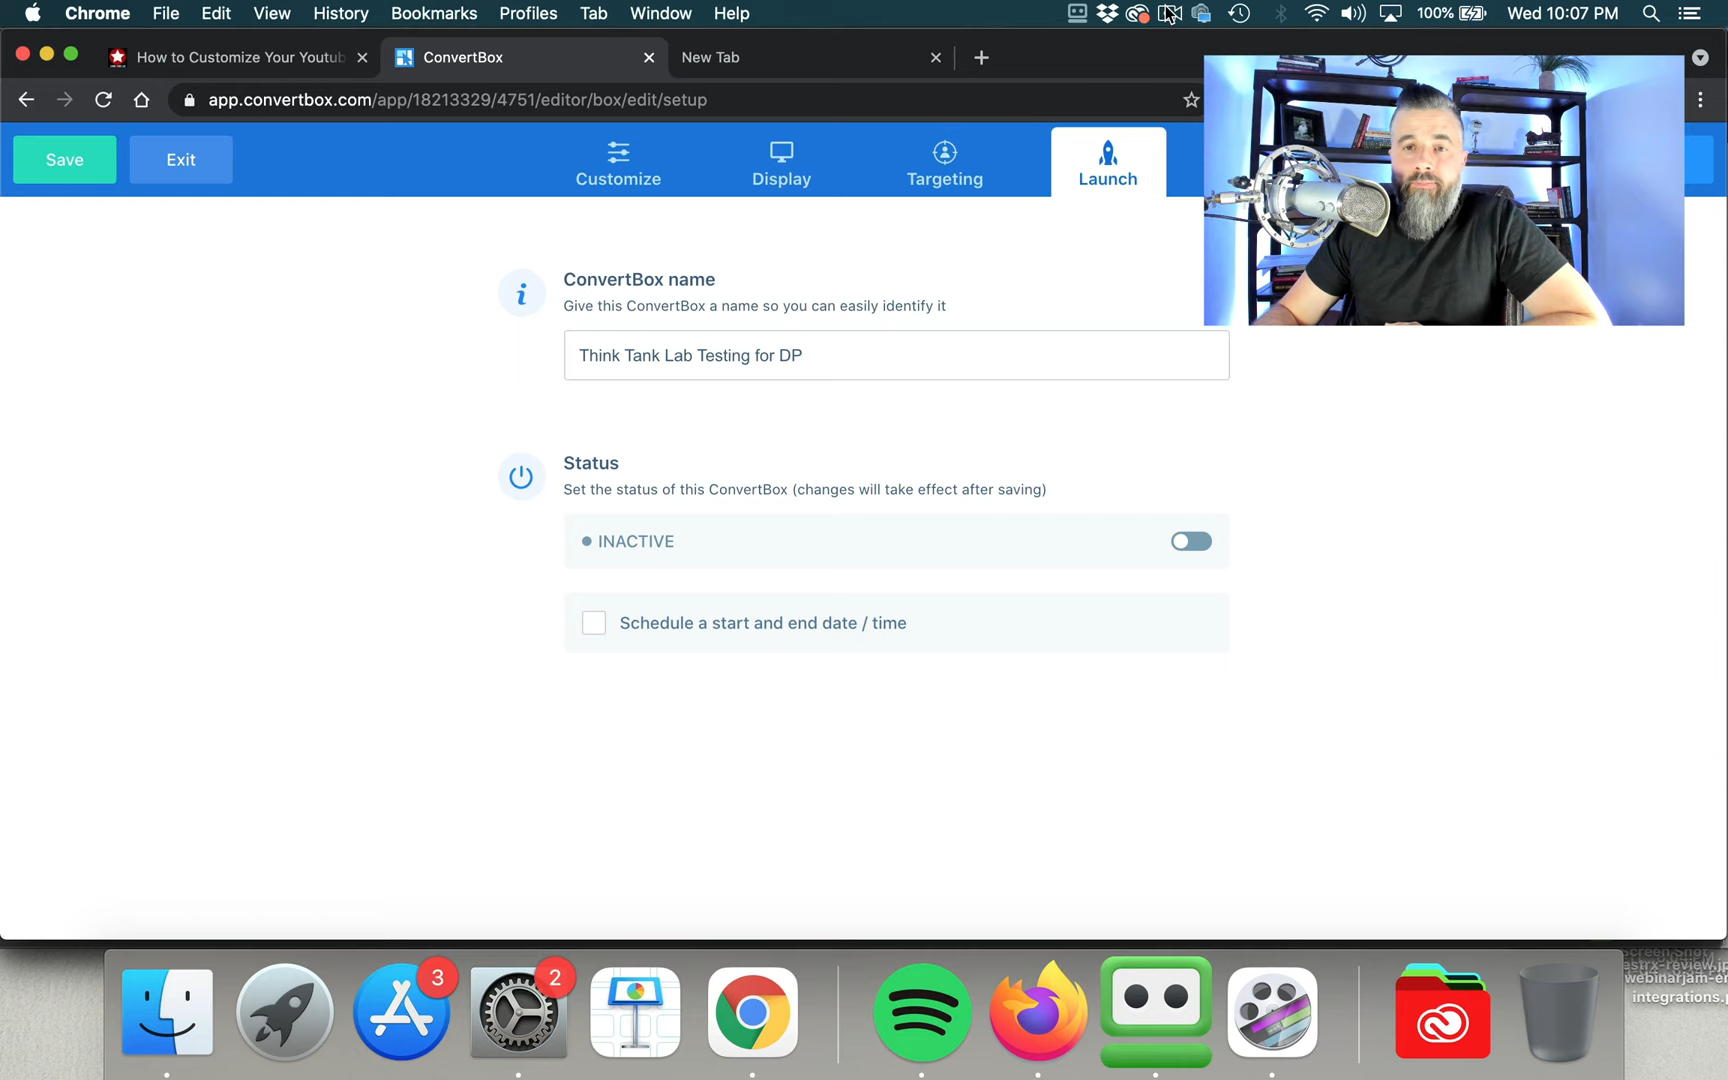 Chrome File Edit View History Bookmarks Profiles Tab Window Help 100% Wed 10:07 PM
How to Customize Your Youtub ConvertBox New Tab
app.convertbox.com/app/18213329/4751/editor/box/edit/setup
Save Exit Customize Display Targeting Launch
ConvertBox name
Give this ConvertBox a name so you can easily identify it
Think Tank Lab Testing for DP
Status
Set the status of this ConvertBox (changes will take effect after saving)
INACTIVE
Schedule a start and end date / time
3 2
webinarjam-en
integrations.p